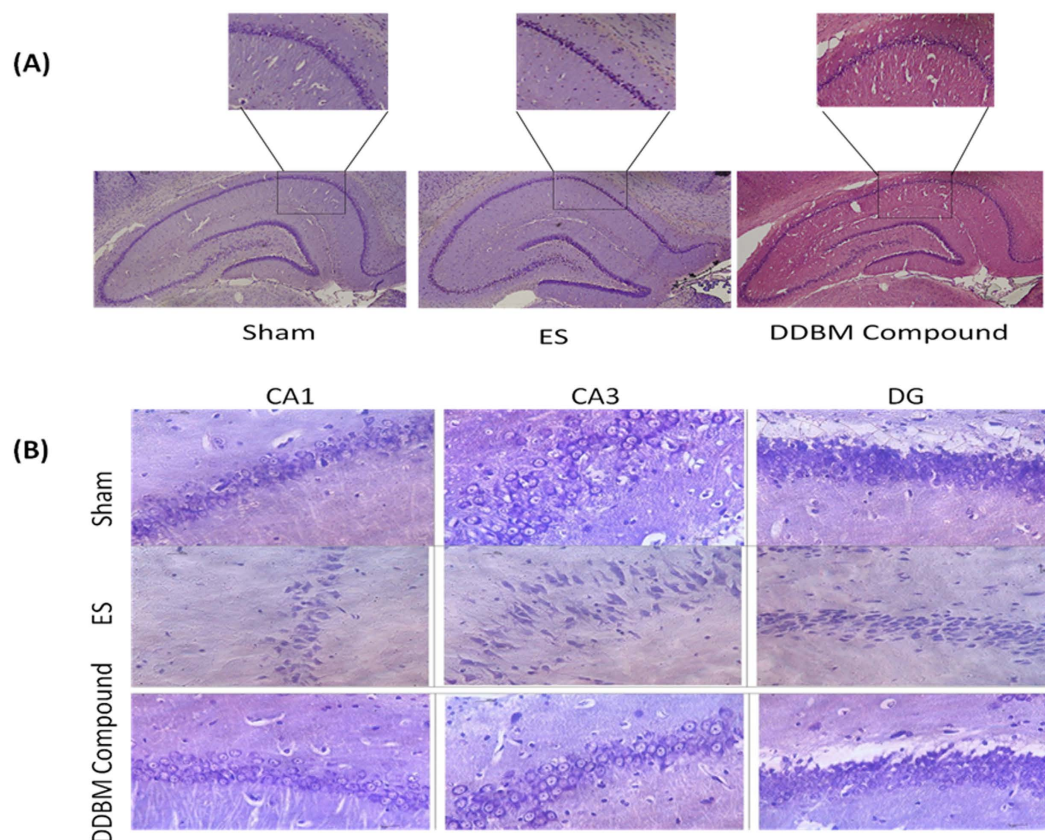 (A)
Sham
ES
DDBM Compound
CA1
CA3
DG
(B)
Sham
ES
DDBM Compound